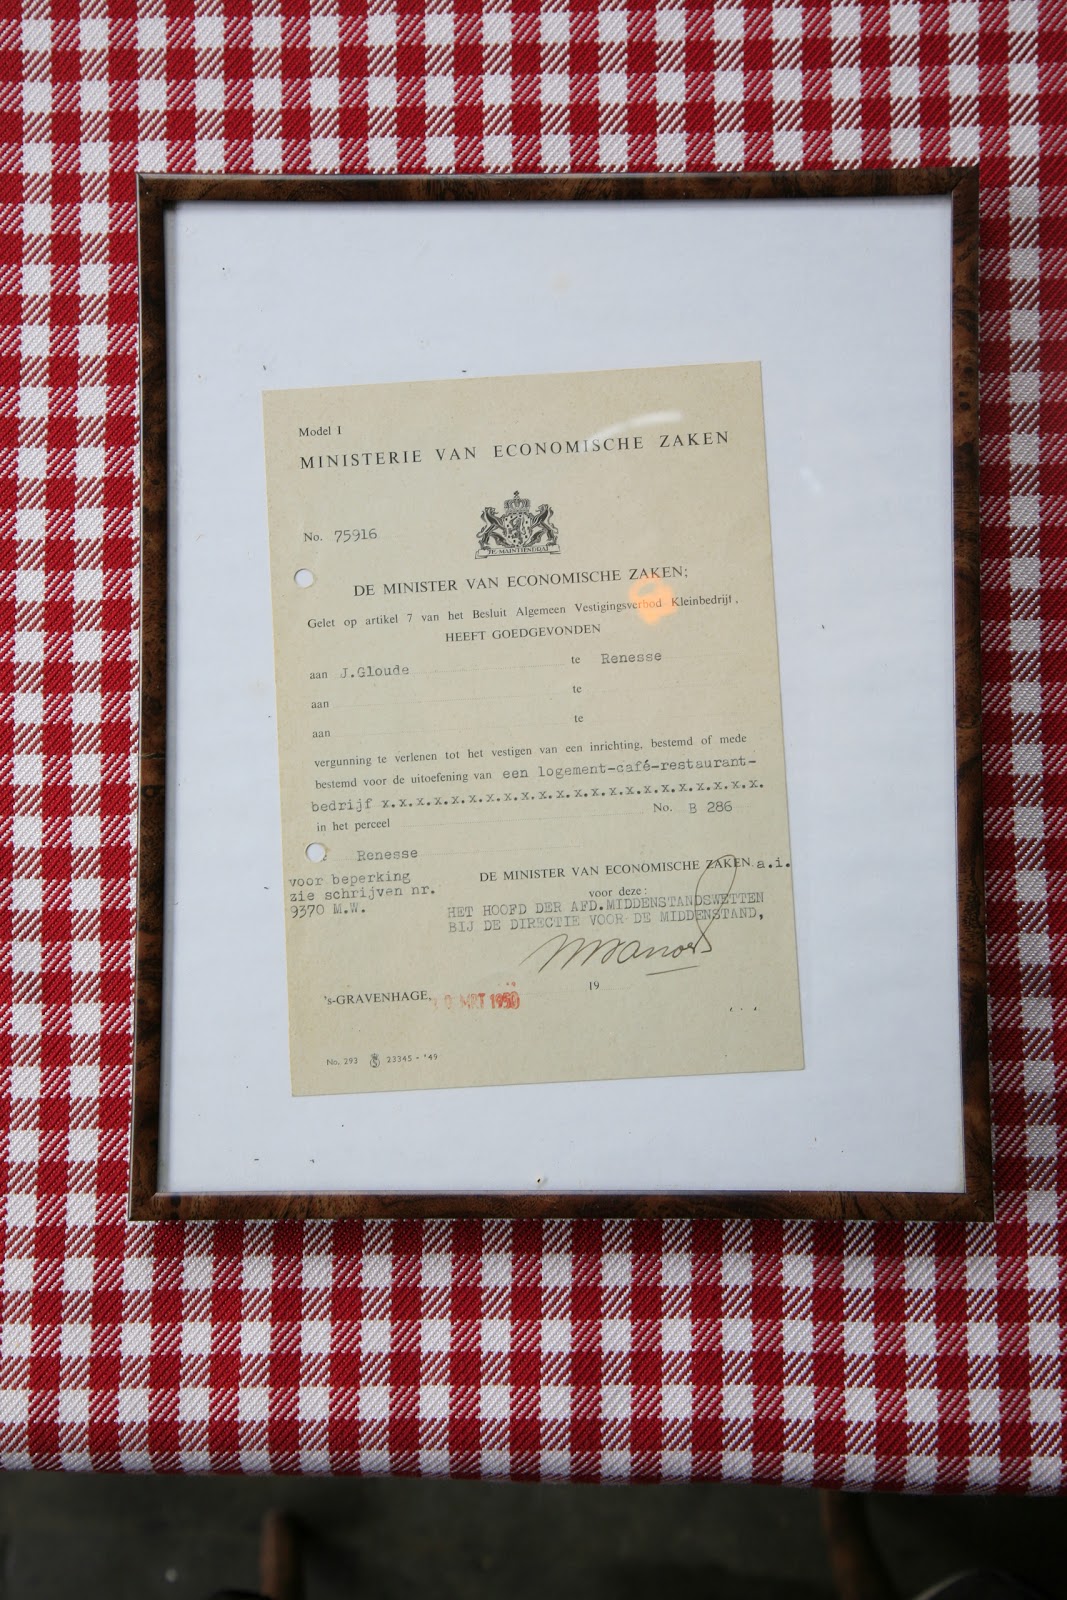 Model I
MINISTERIE VAN ECONOMISCHE ZAKEN
No. 75916
JE MAINTIENDRAI
DE MINISTER VAN ECONOMISCHE ZAKEN;
Gelet op artikel 7 van het Besluit Algemeen Vestigingsverbod Kleinbedrijf,
HEEFT GOEDGEVONDEN
aan J.Gloude te Renesse
aan te
aan te
vergunning te verlenen tot het vestigen van een inrichting, bestemd of mede
bestemd voor de uitoefening van een logement-café-restaurant-
bedrijf x.x.x.x.x.x.x.x.x.x.x.x.x.x.x.x.x.x.x.x.x.x.
in het perceel No. B 286
Renesse
voor beperking
zie schrijven nr.
9370 M.W.
DE MINISTER VAN ECONOMISCHE ZAKEN a.i.
voor deze:
HET HOOFD DER AFD.MIDDENSTANDSWETTEN
BIJ DE DIRECTIE VOOR DE MIDDENSTAND,
's-GRAVENHAGE, MRT 1950 19
No. 293 23345 - '49